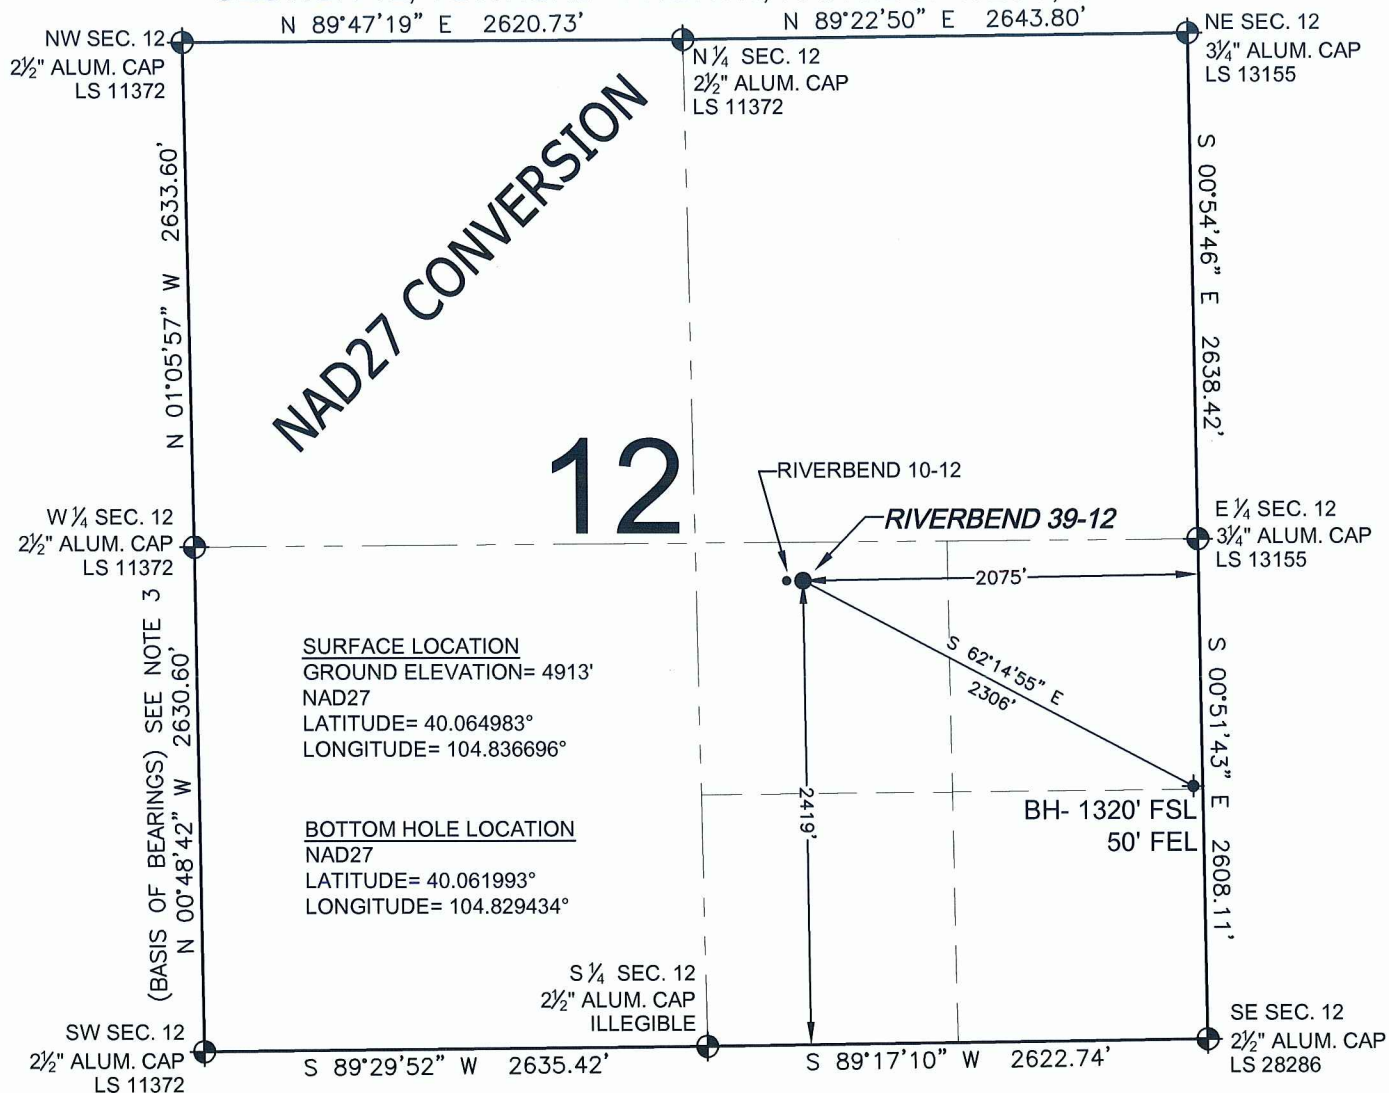 N 89°47'19" E 2620.73'
N 89°22'50" E 2643.80'
NW SEC. 12
2½" ALUM. CAP
LS 11372
N ¼ SEC. 12
2½" ALUM. CAP
LS 11372
NE SEC. 12
3¼" ALUM. CAP
LS 13155
NAD27 CONVERSION
N 01°05'57" W 2633.60'
S 00°54'46" E 2638.42'
12
RIVERBEND 10-12
RIVERBEND 39-12
W ¼ SEC. 12
2½" ALUM. CAP
LS 11372
E ¼ SEC. 12
3¼" ALUM. CAP
LS 13155
2075'
SURFACE LOCATION
GROUND ELEVATION= 4913'
NAD27
LATITUDE= 40.064983°
LONGITUDE= 104.836696°
S 62°14'55" E
2306'
(BASIS OF BEARINGS) SEE NOTE 3
N 00°48'42" W 2630.60'
S 00°51'43" E 2608.11'
2419'
BH- 1320' FSL
50' FEL
BOTTOM HOLE LOCATION
NAD27
LATITUDE= 40.061993°
LONGITUDE= 104.829434°
S ¼ SEC. 12
2½" ALUM. CAP
ILLEGIBLE
SW SEC. 12
2½" ALUM. CAP
LS 11372
SE SEC. 12
2½" ALUM. CAP
LS 28286
S 89°29'52" W 2635.42'
S 89°17'10" W 2622.74'